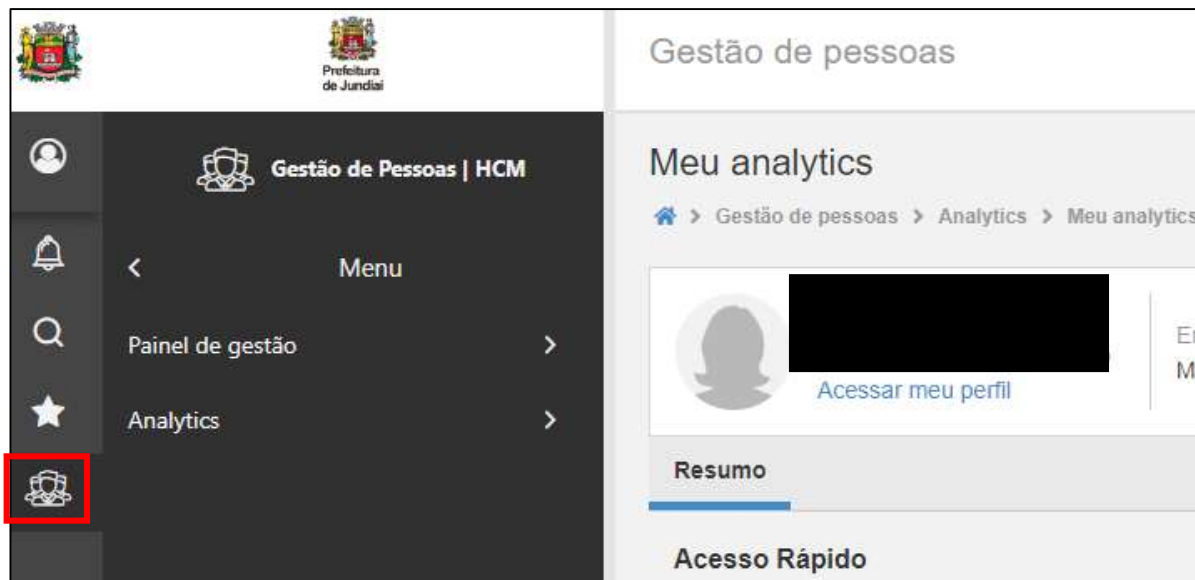 Prefeitura
de Jundiaí
Gestão de pessoas
Gestão de Pessoas | HCM
Menu
Painel de gestão
Analytics
Meu analytics
Gestão de pessoas > Analytics > Meu analytics
Acessar meu perfil
Resumo
Acesso Rápido